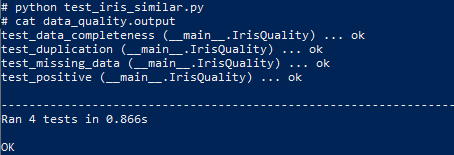 # python test_iris_similar.py
# cat data_quality.output
test_data_completeness (__main__.IrisQuality) ... ok
test_duplication (__main__.IrisQuality) ... ok
test_missing_data (__main__.IrisQuality) ... ok
test_positive (__main__.IrisQuality) ... ok
----------------------------------------------------------------------
Ran 4 tests in 0.866s
OK